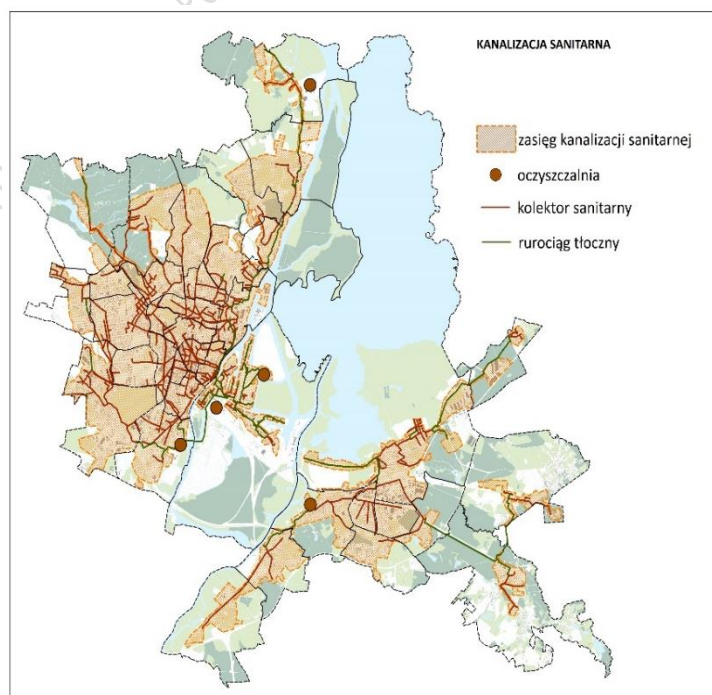 KANALIZACJA SANITARNA
zasięg kanalizacji sanitarnej
oczyszczalnia
kolektor sanitarny
rurociąg tłoczny